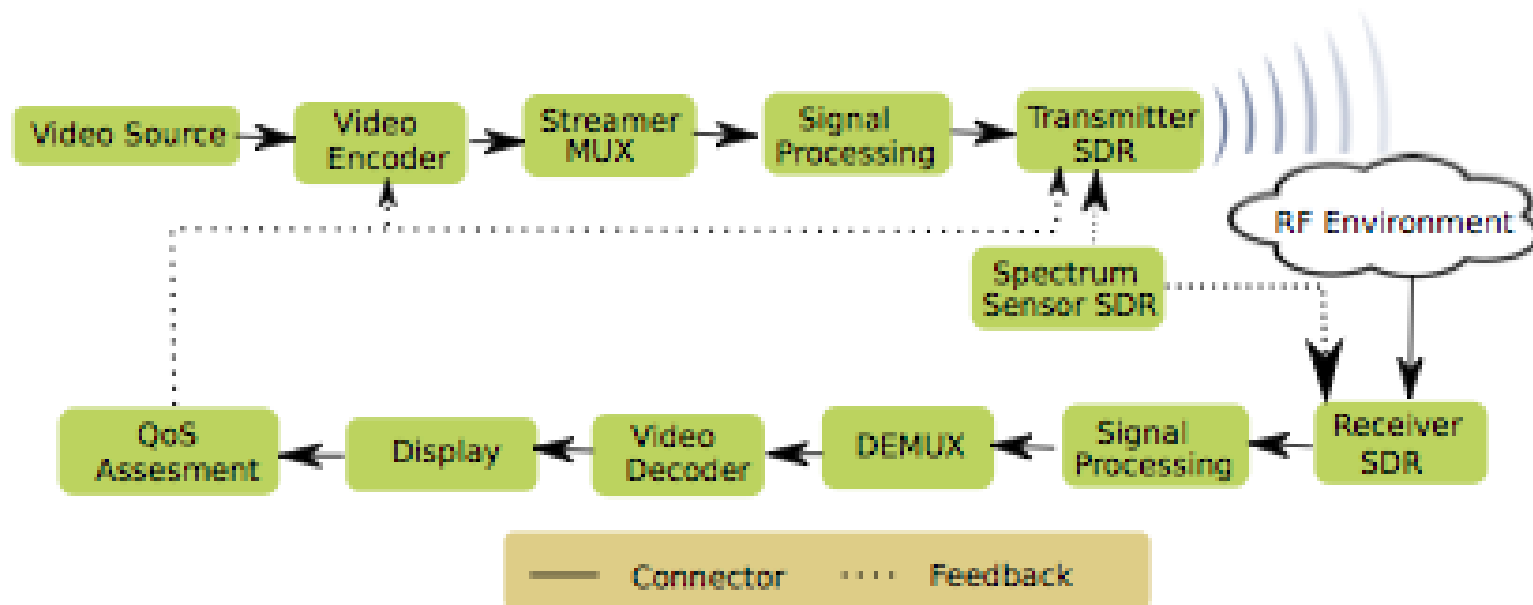 Video Source
Video
Encoder
Streamer
MUX
Signal
Processing
Transmitter
SDR
RF Environment
Spectrum
Sensor SDR
QoS
Assesment
Display
Video
Decoder
DEMUX
Signal
Processing
Receiver
SDR
Connector
Feedback